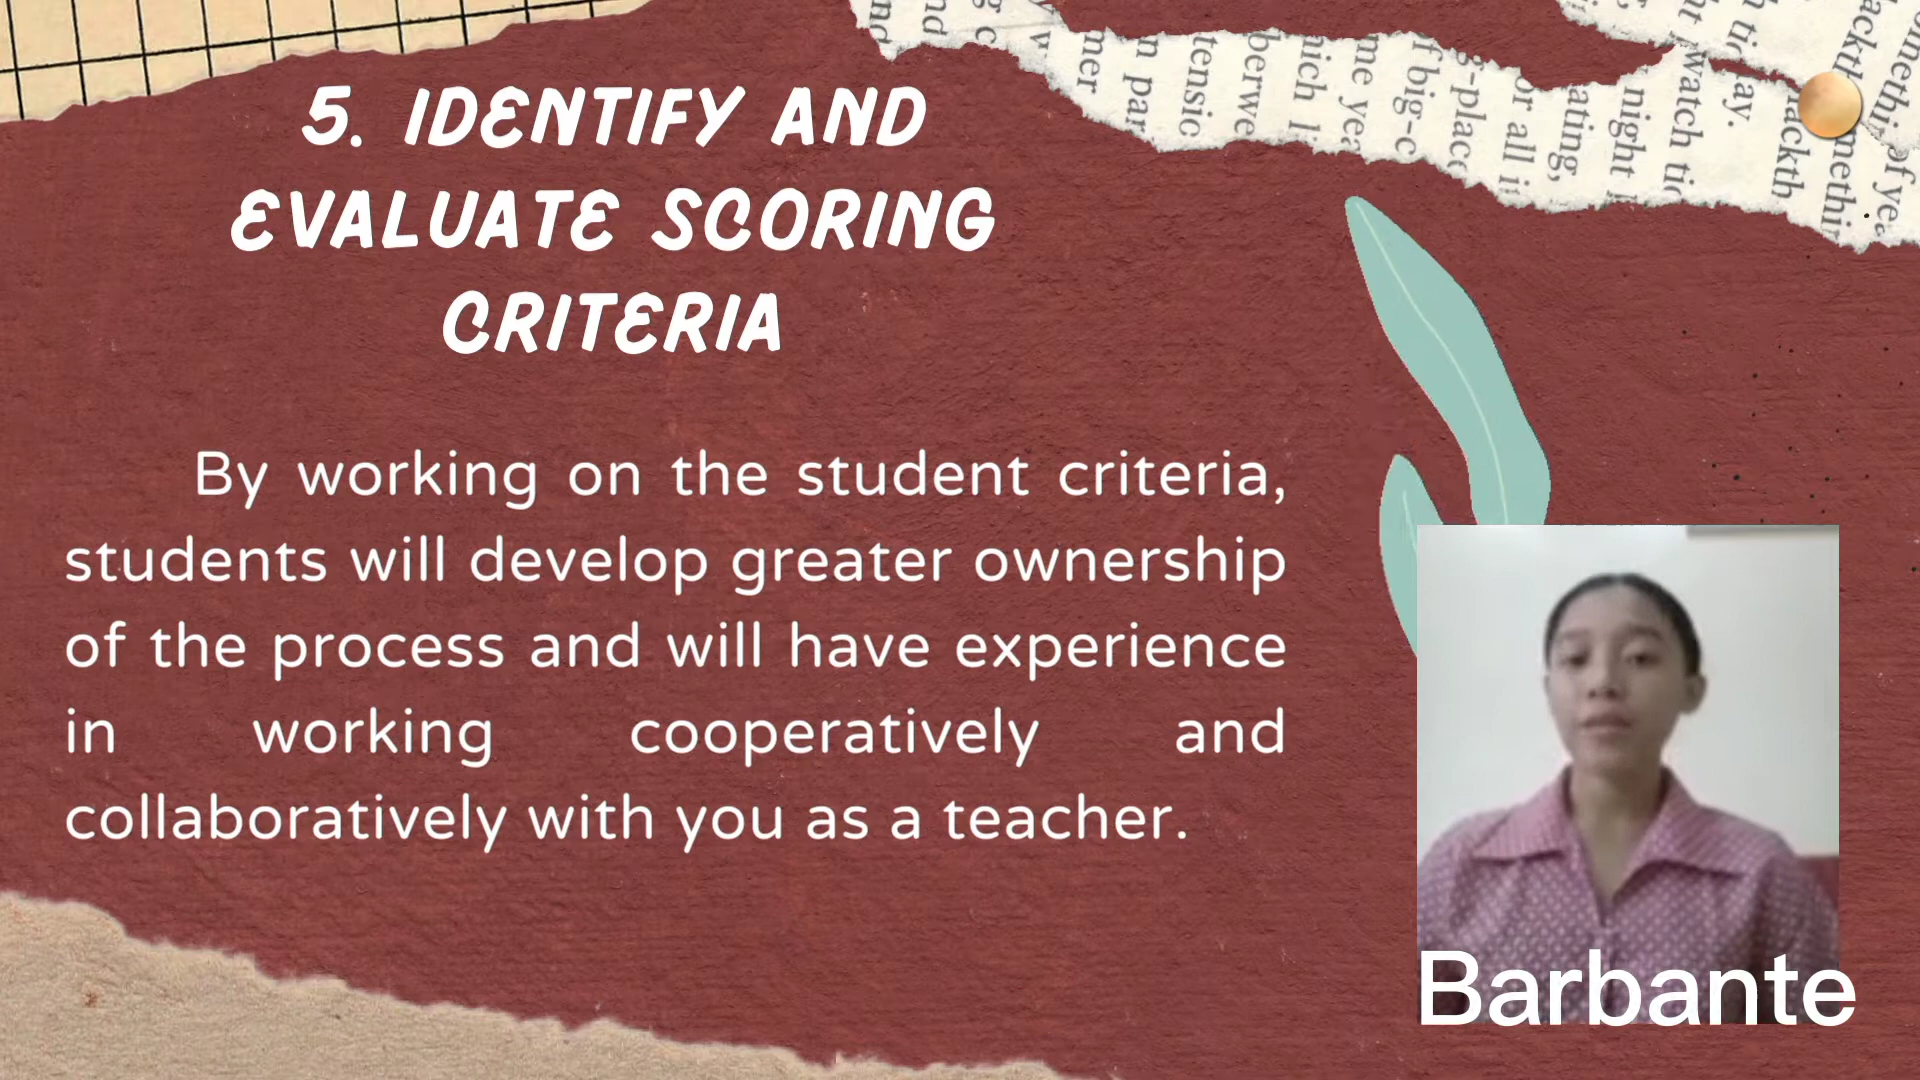 5. IDENTIFY AND
EVALUATE SCORING
CRITERIA
By working on the student criteria,
students will develop greater ownership
of the process and will have experience
in working cooperatively and
collaboratively with you as a teacher.
Barbante